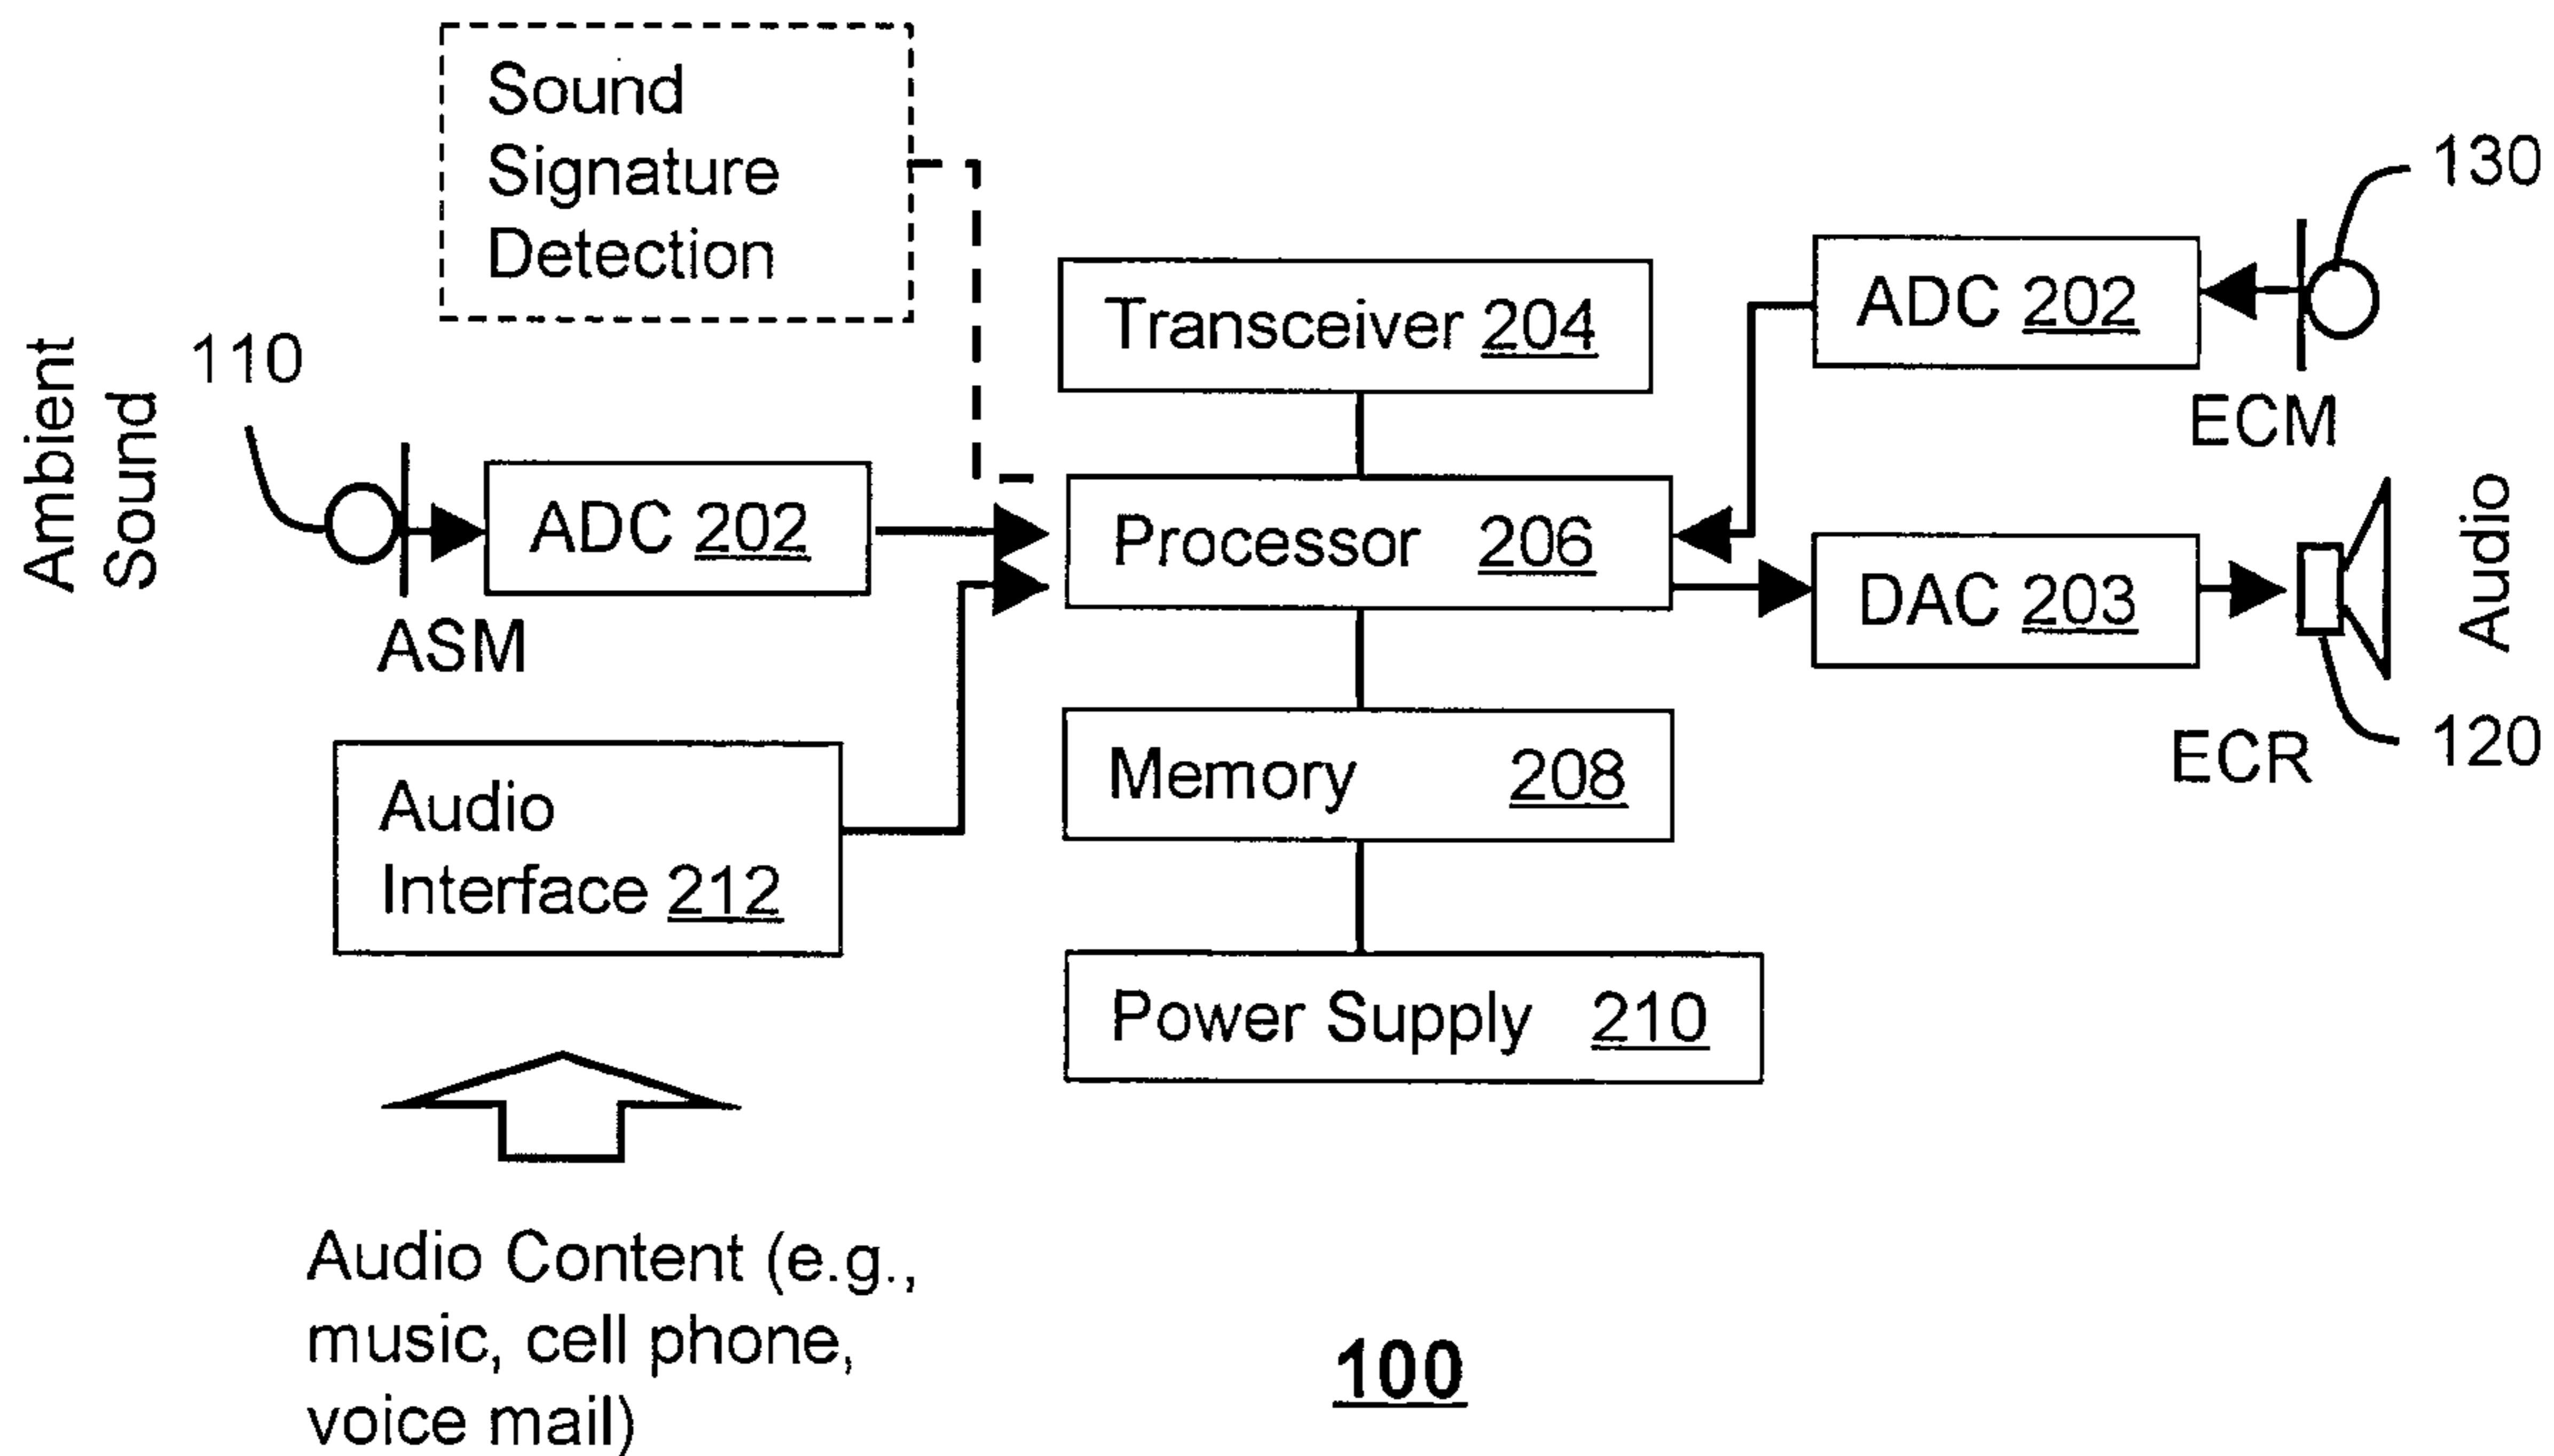 Sound
Signature
Detection
130
Transceiver 204
ADC 202
110
Ambient
Sound
ECM
ADC 202
Processor 206
DAC 203
Audio
ASM
ECR
120
Memory 208
Audio
Interface 212
Power Supply 210
Audio Content (e.g.,
music, cell phone,
voice mail)
100